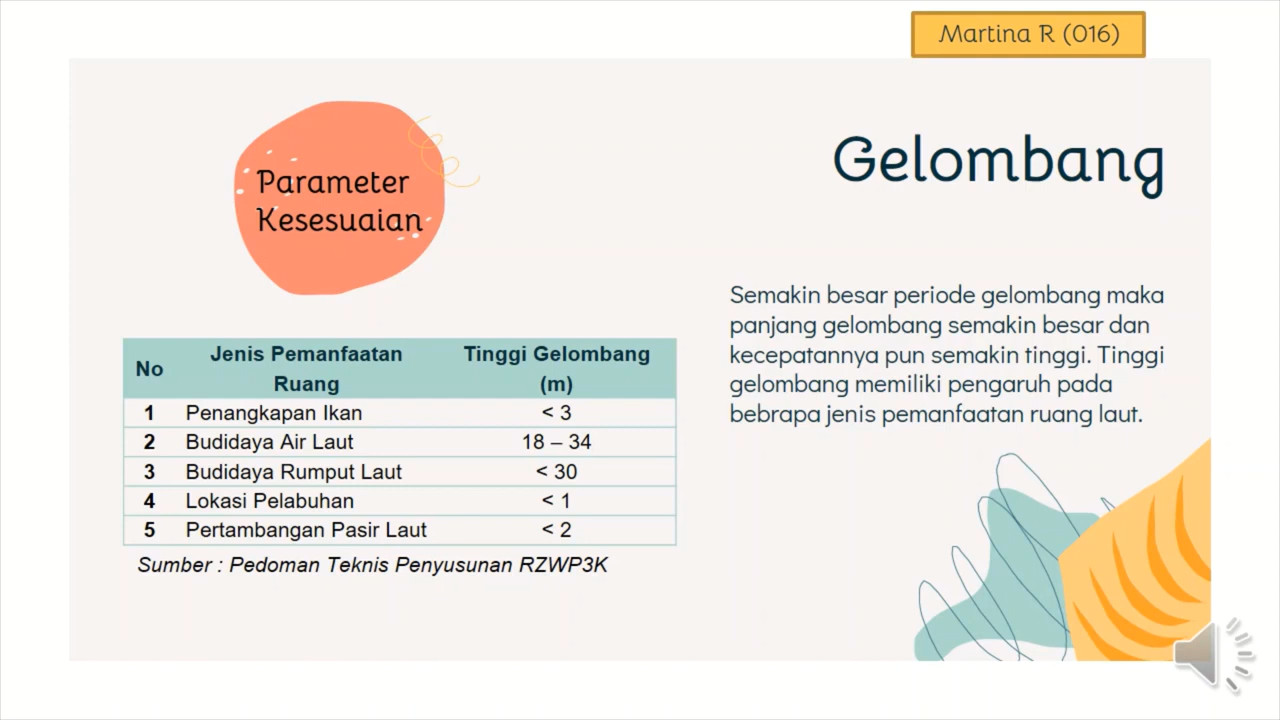 Martina R (016)
Parameter
Kesesuaian
Gelombang
Semakin besar periode gelombang maka
panjang gelombang semakin besar dan
kecepatannya pun semakin tinggi. Tinggi
gelombang memiliki pengaruh pada
bebrapa jenis pemanfaatan ruang laut.
No Jenis Pemanfaatan Ruang Tinggi Gelombang (m)
1 Penangkapan Ikan < 3
2 Budidaya Air Laut 18 – 34
3 Budidaya Rumput Laut < 30
4 Lokasi Pelabuhan < 1
5 Pertambangan Pasir Laut < 2
Sumber : Pedoman Teknis Penyusunan RZWP3K